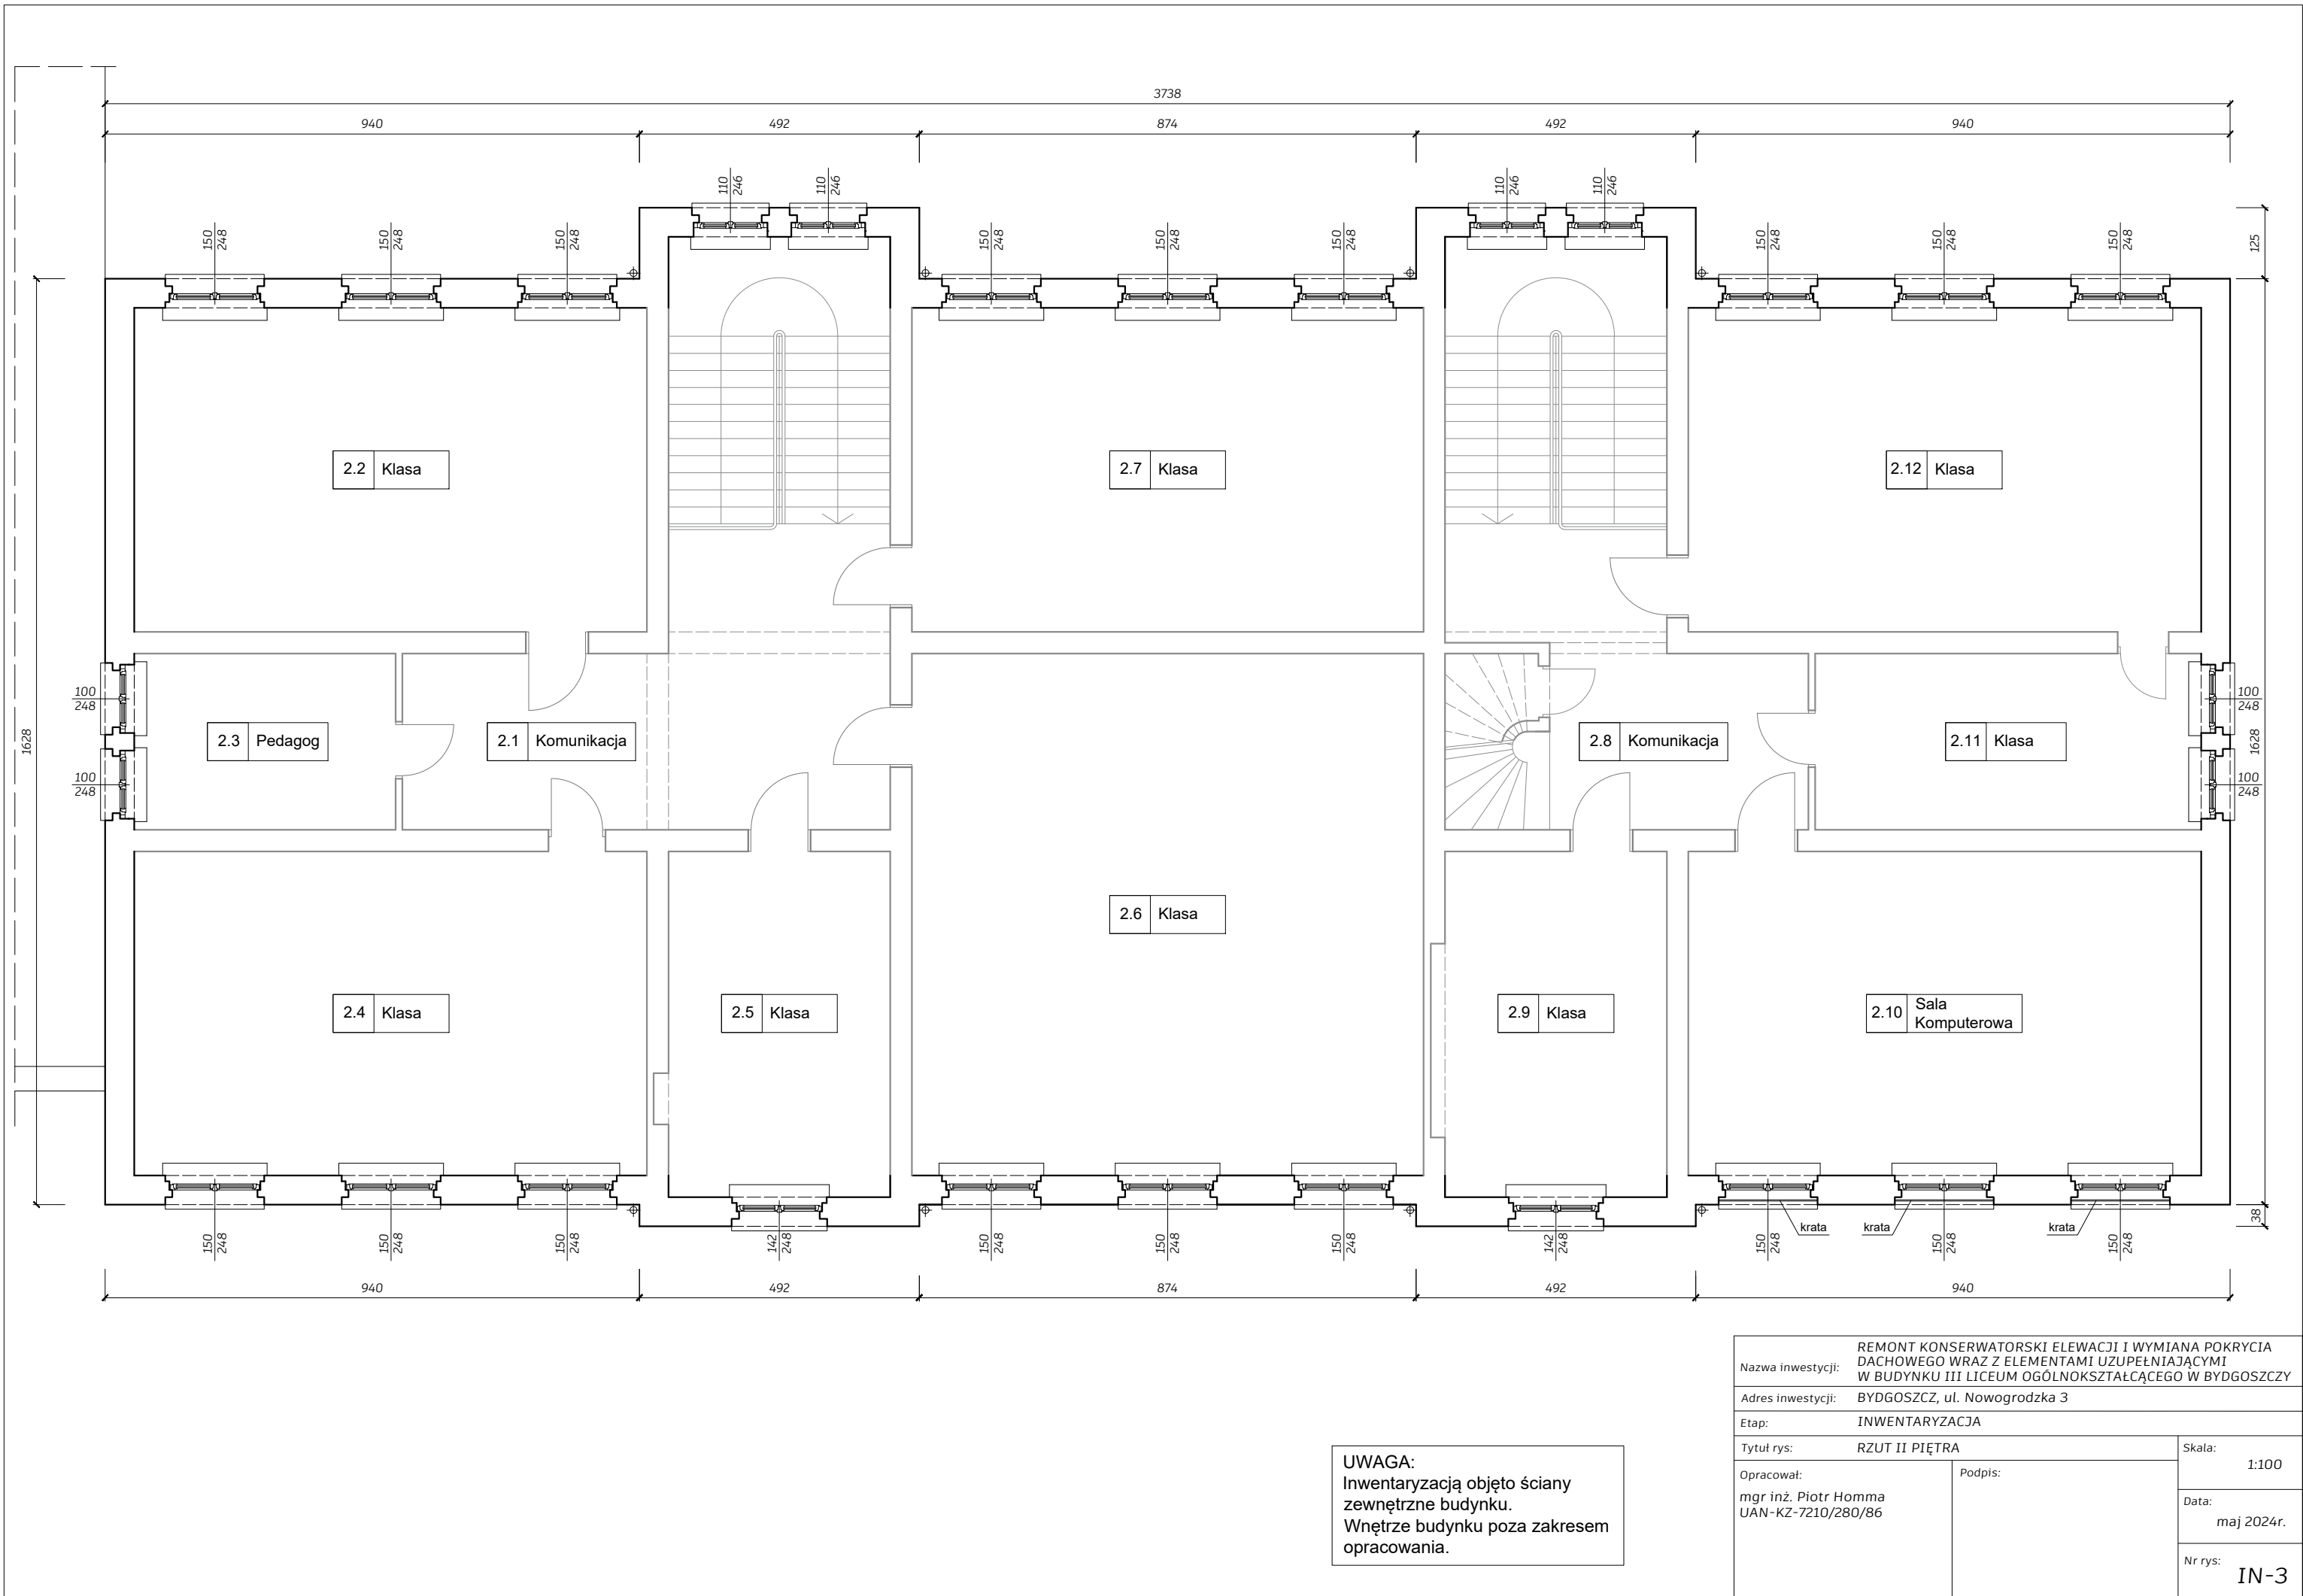 3738
940 492 874 492 940
110 246 110 246 110 246 110 246
150 248 150 248 150 248 150 248 150 248 150 248 150 248 150 248 150 248
125
2.2 Klasa
2.7 Klasa
2.12 Klasa
1628
100 248
100 248
2.3 Pedagog
2.1 Komunikacja
2.8 Komunikacja
2.11 Klasa
100 248
1628
100 248
2.6 Klasa
2.4 Klasa
2.5 Klasa
2.9 Klasa
2.10 Sala
Komputerowa
krata krata krata
38
150 248 150 248 150 248 142 248 150 248 150 248 150 248 142 248 150 248 150 248 150 248
940 492 874 492 940
UWAGA:
Inwentaryzacją objęto ściany
zewnętrzne budynku.
Wnętrze budynku poza zakresem
opracowania.
Nazwa inwestycji: REMONT KONSERWATORSKI ELEWACJI I WYMIANA POKRYCIA
DACHOWEGO WRAZ Z ELEMENTAMI UZUPEŁNIAJĄCYMI
W BUDYNKU III LICEUM OGÓLNOKSZTAŁCĄCEGO W BYDGOSZCZY
Adres inwestycji: BYDGOSZCZ, ul. Nowogrodzka 3
Etap: INWENTARYZACJA
Tytuł rys: RZUT II PIĘTRA
Skala:
1:100
Opracował:
mgr inż. Piotr Homma
UAN-KZ-7210/280/86
Podpis:
Data:
maj 2024r.
Nr rys:
IN-3